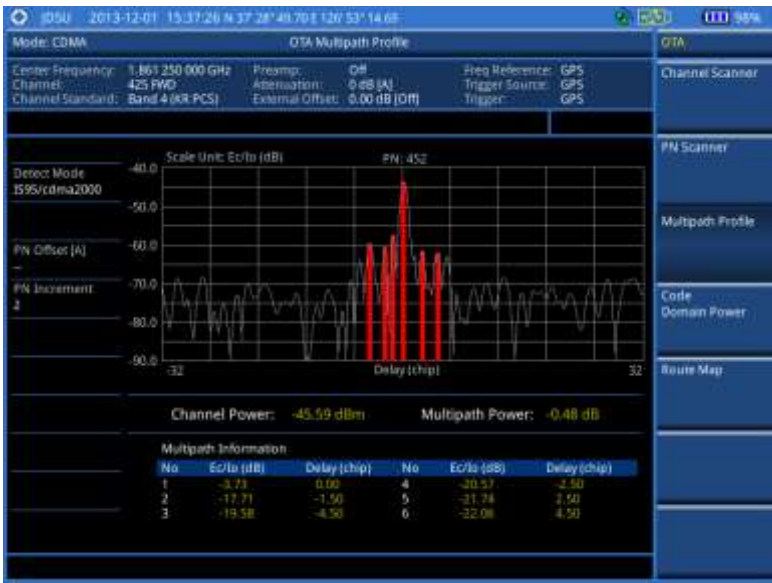 JDSU 2013-12-01 15:37:26 N 37 28' 49.70 E 126' 53' 14.68 98%
Mode: CDMA OTA Multipath Profile OTA
Center Frequency: 1.861 250 000 GHz Preamp: Off Freq Reference: GPS
Channel: 425 FWD Attenuation: 0 dB [A] Trigger Source: GPS
Channel Standard: Band 4 (KR PCS) External Offset: 0.00 dB [Off] Trigger: GPS
Channel Scanner
PN Scanner
Multipath Profile
Code
Domain Power
Route Map
Detect Mode
IS95/cdma2000
PN Offset [A]
--
PN Increment
2
Scale Unit: Ec/Io (dB) PN: 452
-40.0
-50.0
-60.0
-70.0
-80.0
-90.0
-32 Delay (chip) 32
Channel Power: -45.59 dBm Multipath Power: -0.48 dB
Multipath Information
No Ec/Io (dB) Delay (chip) No Ec/Io (dB) Delay (chip)
1 -3.73 0.00 4 -20.57 -2.50
2 -17.71 -1.50 5 -21.74 2.50
3 -19.58 -4.50 6 -22.06 4.50